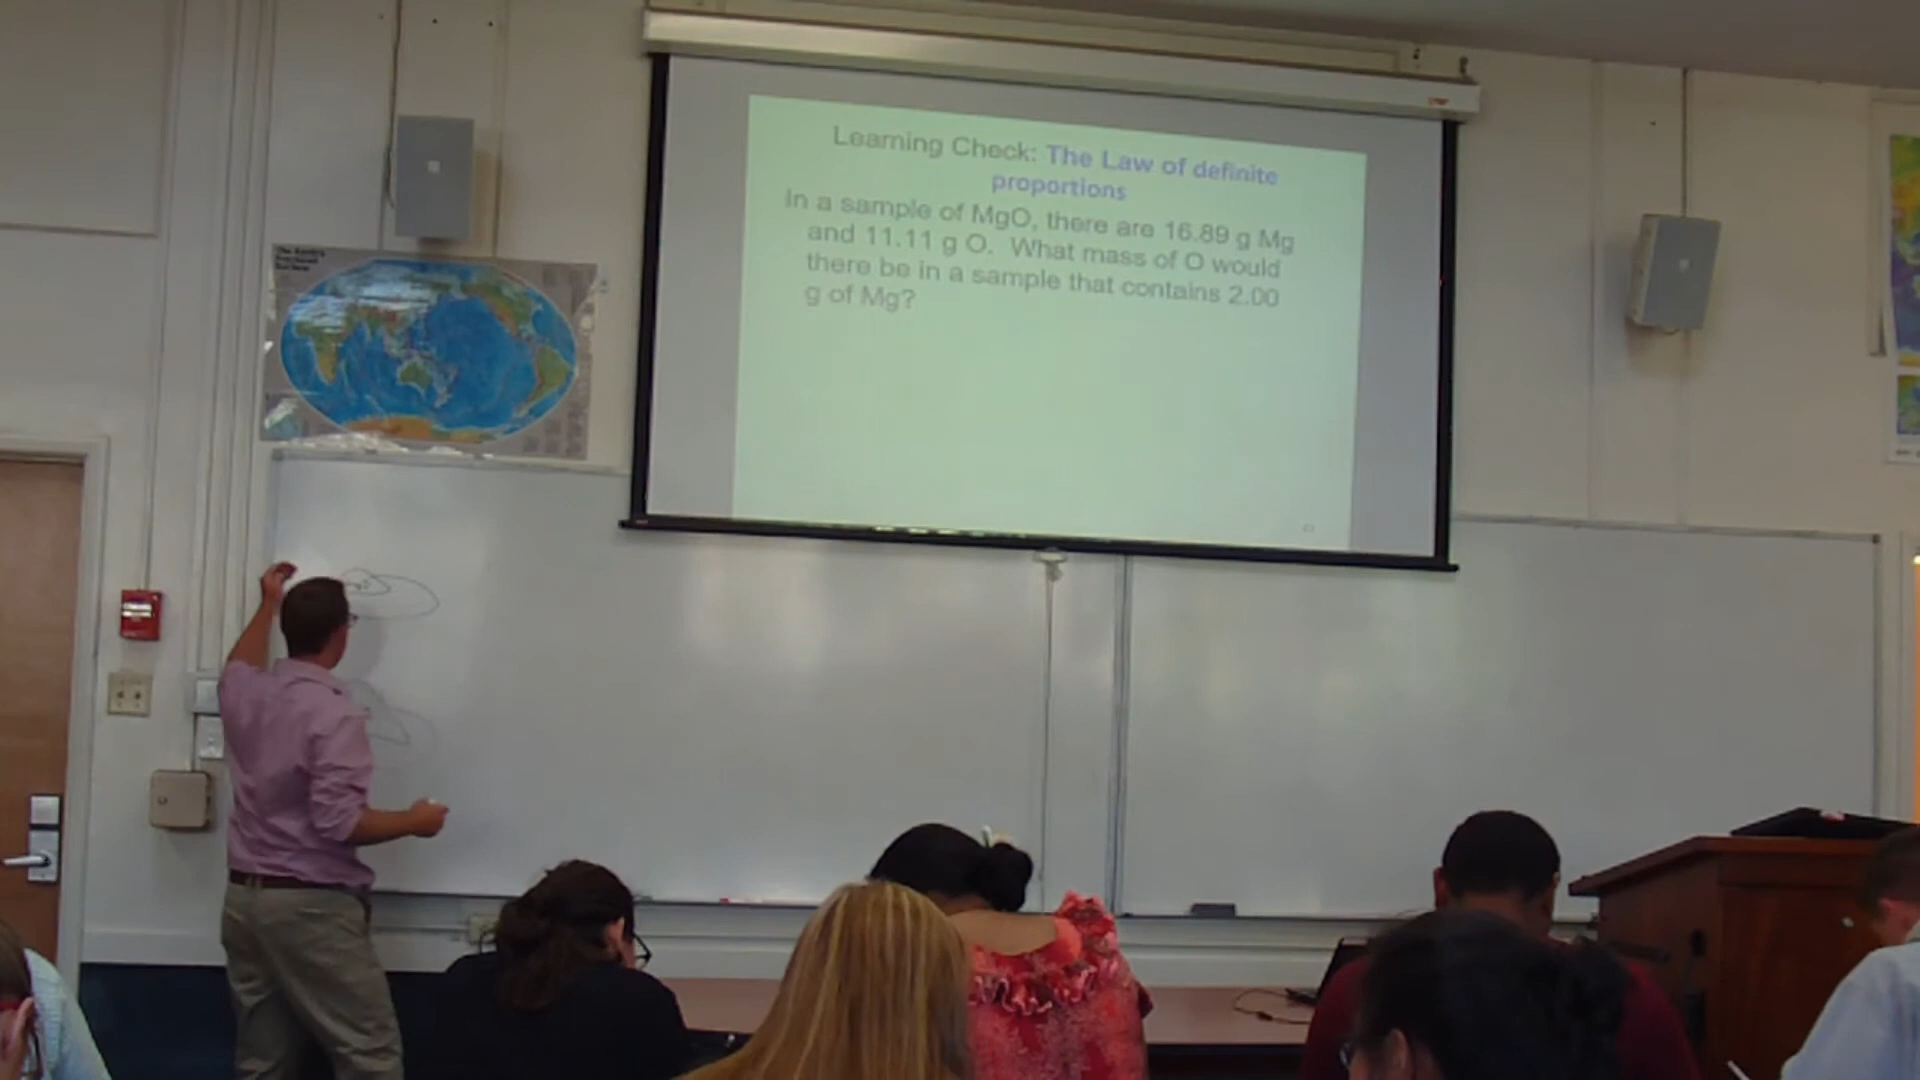 Learning Check: The Law of definite
proportions
In a sample of MgO, there are 16.89 g Mg
and 11.11 g O. What mass of O would
there be in a sample that contains 2.00
g of Mg?